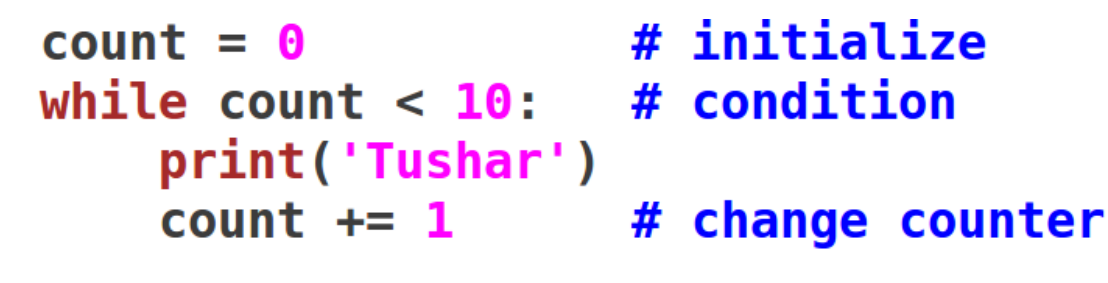 count = 0           # initialize
while count < 10:   # condition
    print('Tushar')
    count += 1      # change counter